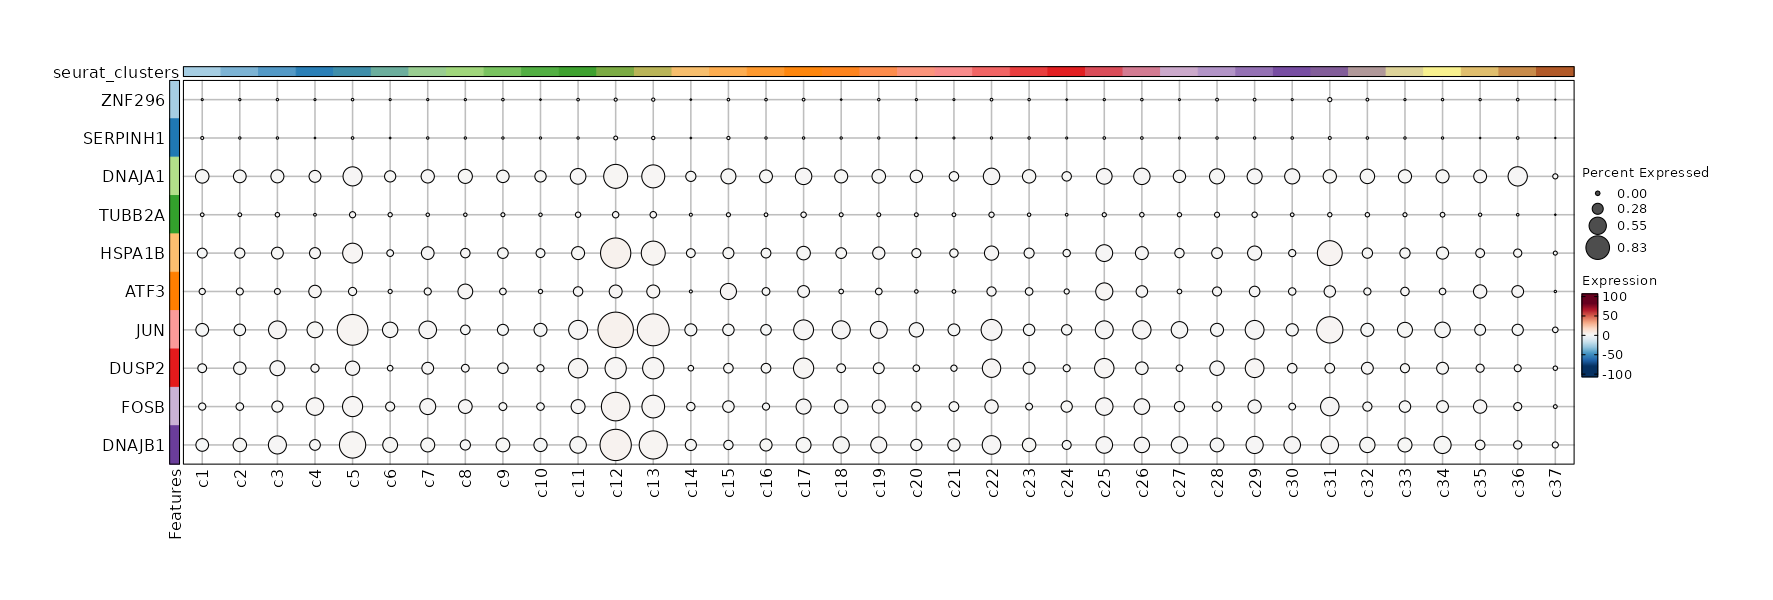 seurat_clusters
ZNF296
SERPINH1
DNAJA1
TUBB2A
HSPA1B
ATF3
JUN
DUSP2
FOSB
DNAJB1
Features
c1 c2 c3 c4 c5 c6 c7 c8 c9 c10 c11 c12 c13 c14 c15 c16 c17 c18 c19 c20 c21 c22 c23 c24 c25 c26 c27 c28 c29 c30 c31 c32 c33 c34 c35 c36 c37
Percent Expressed
0.00
0.28
0.55
0.83
Expression
100
50
0
-50
-100